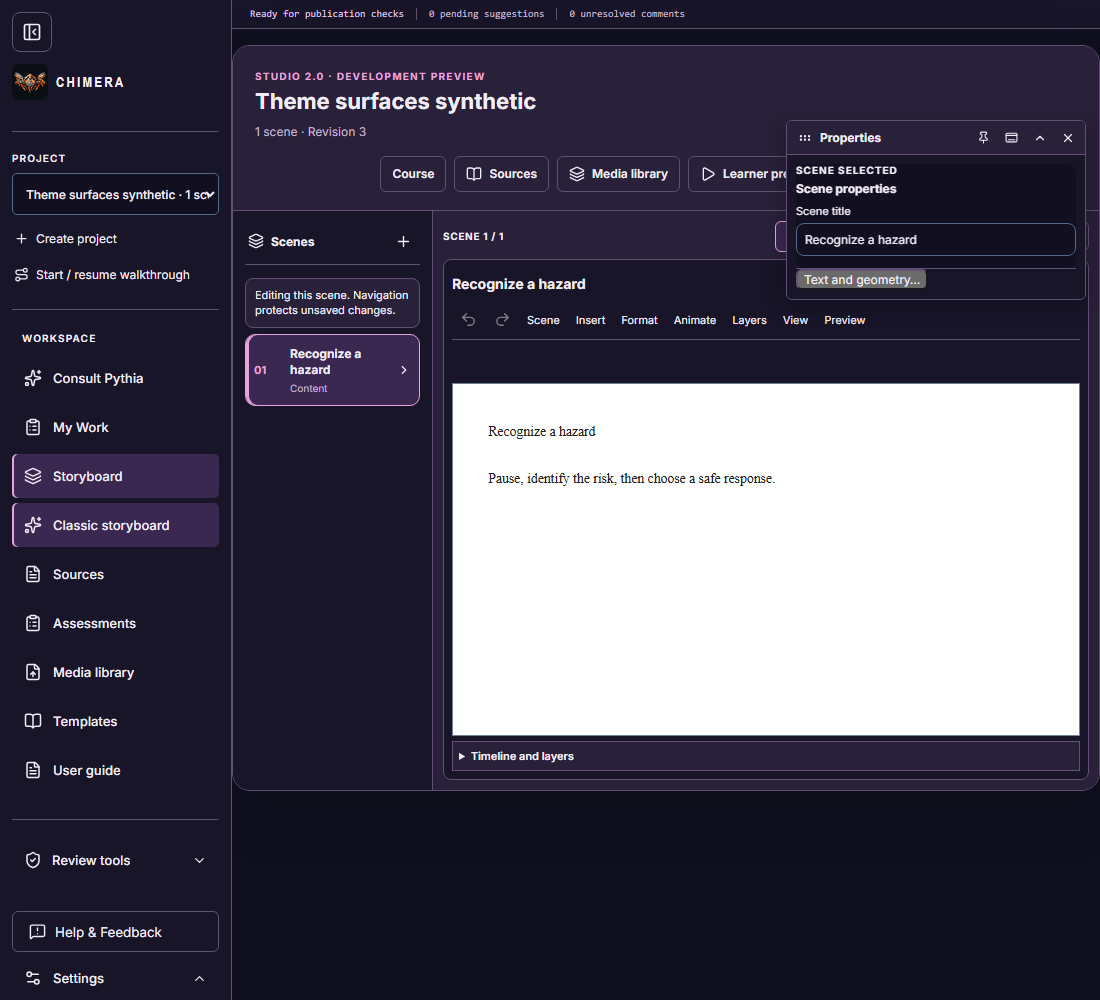 CHIMERA
PROJECT
Theme surfaces synthetic · 1 sc
Create project
Start / resume walkthrough
WORKSPACE
Consult Pythia
My Work
Storyboard
Classic storyboard
Sources
Assessments
Media library
Templates
User guide
Review tools
Help & Feedback
Settings
Ready for publication checks
0 pending suggestions
0 unresolved comments
STUDIO 2.0 · DEVELOPMENT PREVIEW
Theme surfaces synthetic
1 scene · Revision 3
Course
Sources
Media library
Learner pre
Properties
SCENE SELECTED
Scene properties
Scene title
Recognize a hazard
Text and geometry...
Scenes
Editing this scene. Navigation
protects unsaved changes.
01
Recognize a
hazard
Content
SCENE 1 / 1
Recognize a hazard
Scene
Insert
Format
Animate
Layers
View
Preview
Recognize a hazard
Pause, identify the risk, then choose a safe response.
Timeline and layers